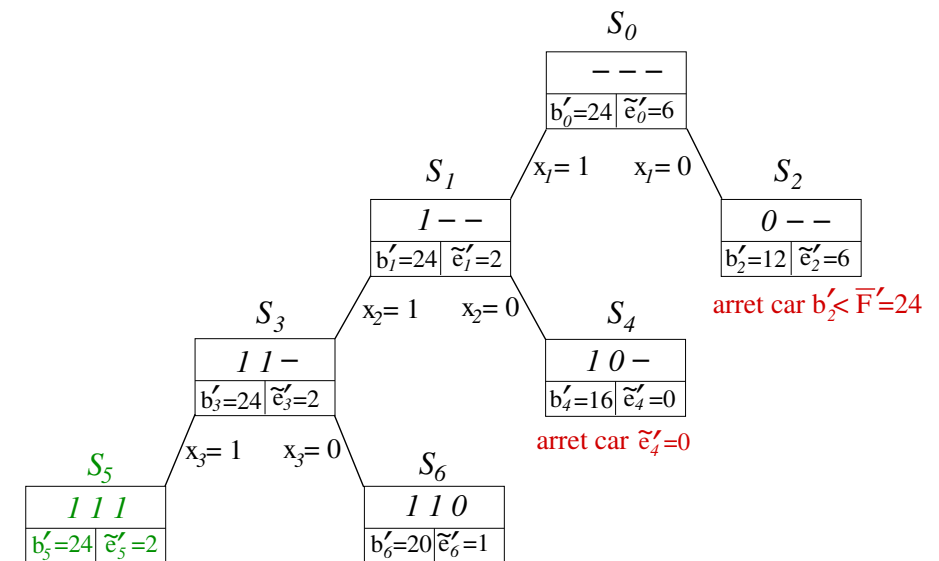 S₀
– – –
b′₀=24 ẽ′₀=6
x₁= 1 x₁= 0
S₁ S₂
1 – – 0 – –
b′₁=24 ẽ′₁=2 b′₂=12 ẽ′₂=6
arret car b′₂< F̅′=24
x₂= 1 x₂= 0
S₃ S₄
1 1 – 1 0 –
b′₃=24 ẽ′₃=2 b′₄=16 ẽ′₄=0
arret car ẽ′₄=0
x₃= 1 x₃= 0
S₅ S₆
1 1 1 1 1 0
b′₅=24 ẽ′₅=2 b′₆=20 ẽ′₆=1